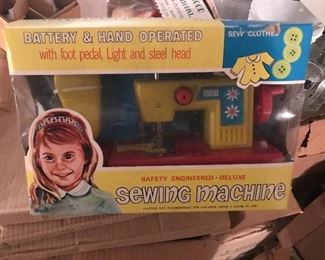 BATTERY & HAND OPERATED
with foot pedal, Light and steel head
SEW CLOTHES
SAFETY ENGINEERED • DELUXE
sewing machine